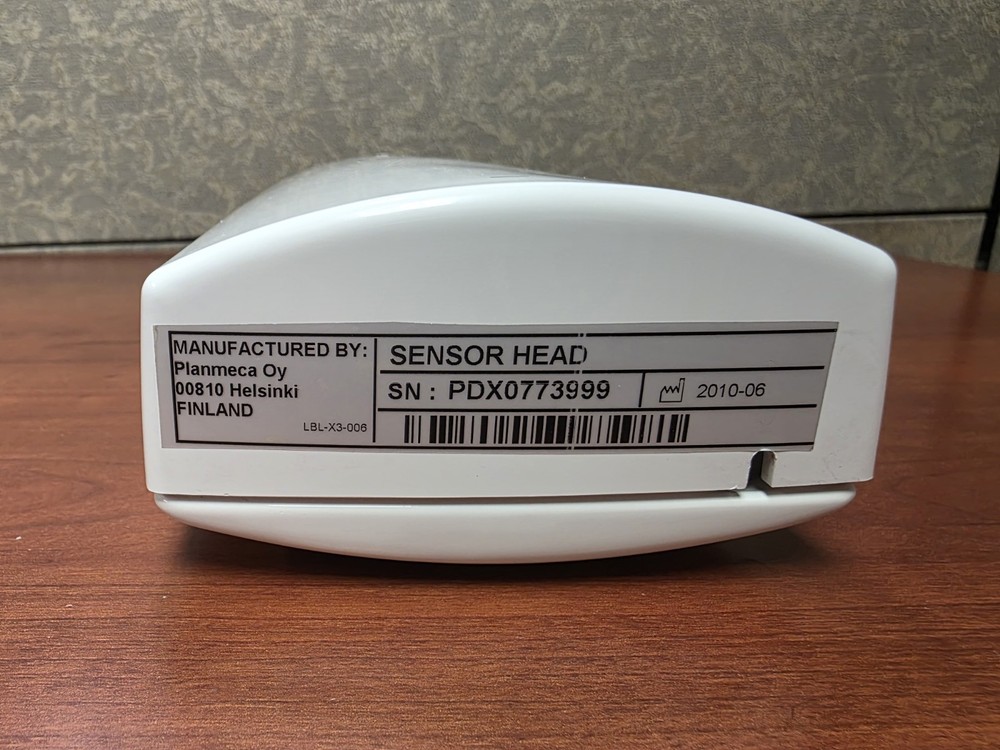 MANUFACTURED BY:
Planmeca Oy
00810 Helsinki
FINLAND
LBL-X3-006
SENSOR HEAD
SN : PDX0773999
2010-06